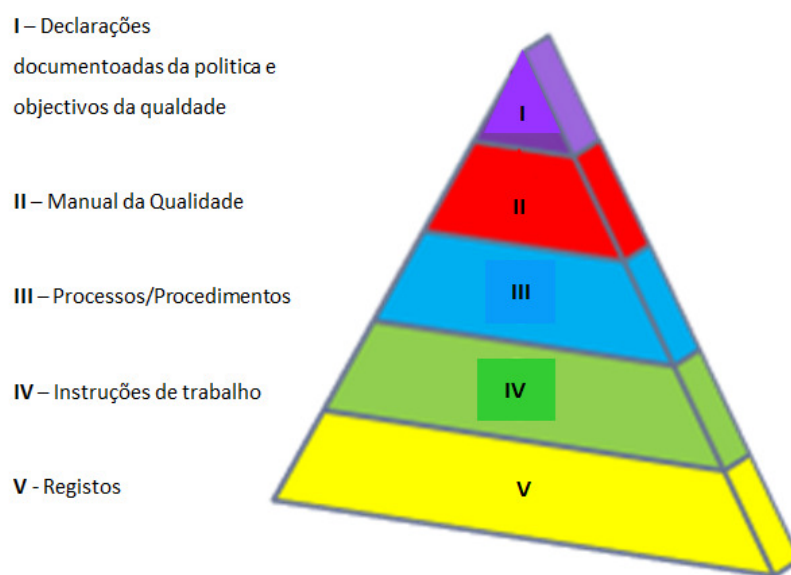 I – Declarações
documentoadas da politica e
objectivos da qualdade
II – Manual da Qualidade
III – Processos/Procedimentos
IV – Instruções de trabalho
V - Registos
I
II
III
IV
V